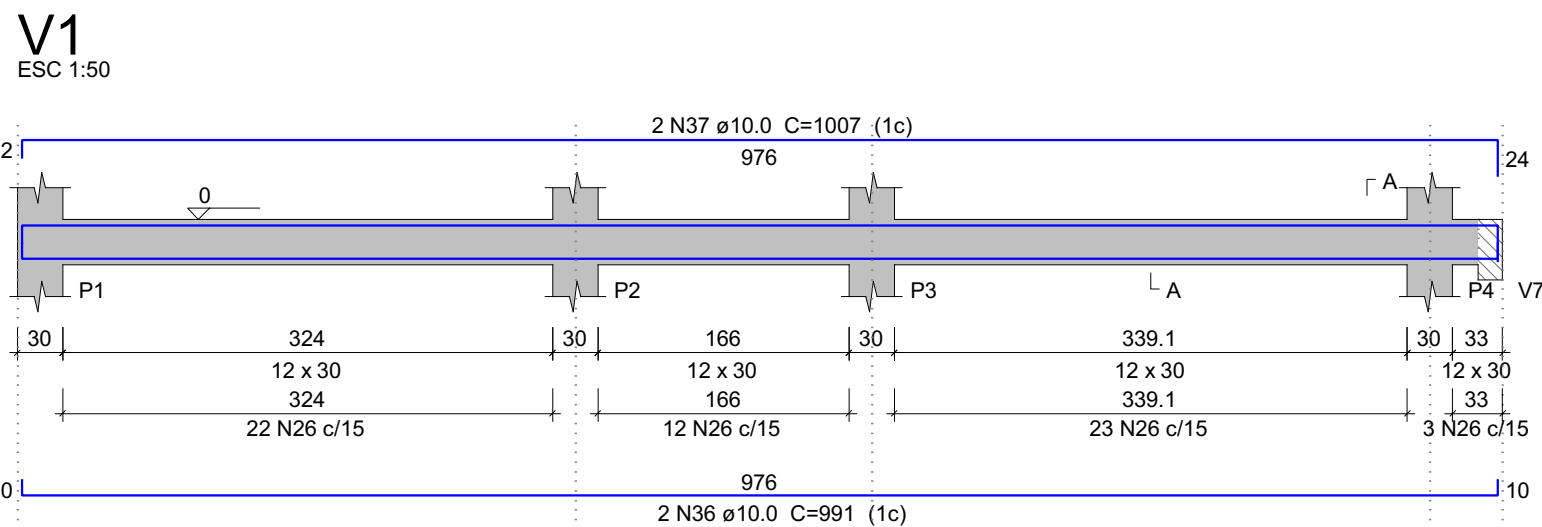 V1
ESC 1:50
2 N37 ø10.0 C=1007 (1c)
2 976 24
0 A
P1 P2 P3 A P4 V7
30 324 30 166 30 339.1 30 33
12 x 30 12 x 30 12 x 30 12 x 30
324 166 339.1 33
22 N26 c/15 12 N26 c/15 23 N26 c/15 3 N26 c/15
0 976 10
2 N36 ø10.0 C=991 (1c)